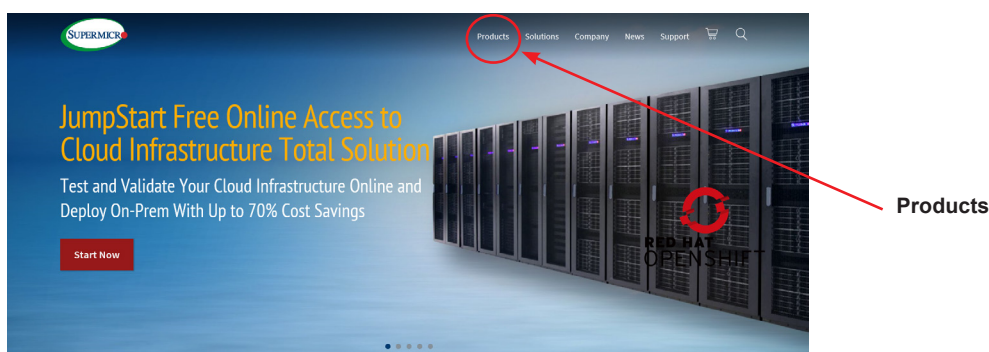 SUPERMICR
Products Solutions Company News Support
JumpStart Free Online Access to
Cloud Infrastructure Total Solution
Test and Validate Your Cloud Infrastructure Online and
Deploy On-Prem With Up to 70% Cost Savings
Start Now
RED HAT
OPENSHIFT
Products